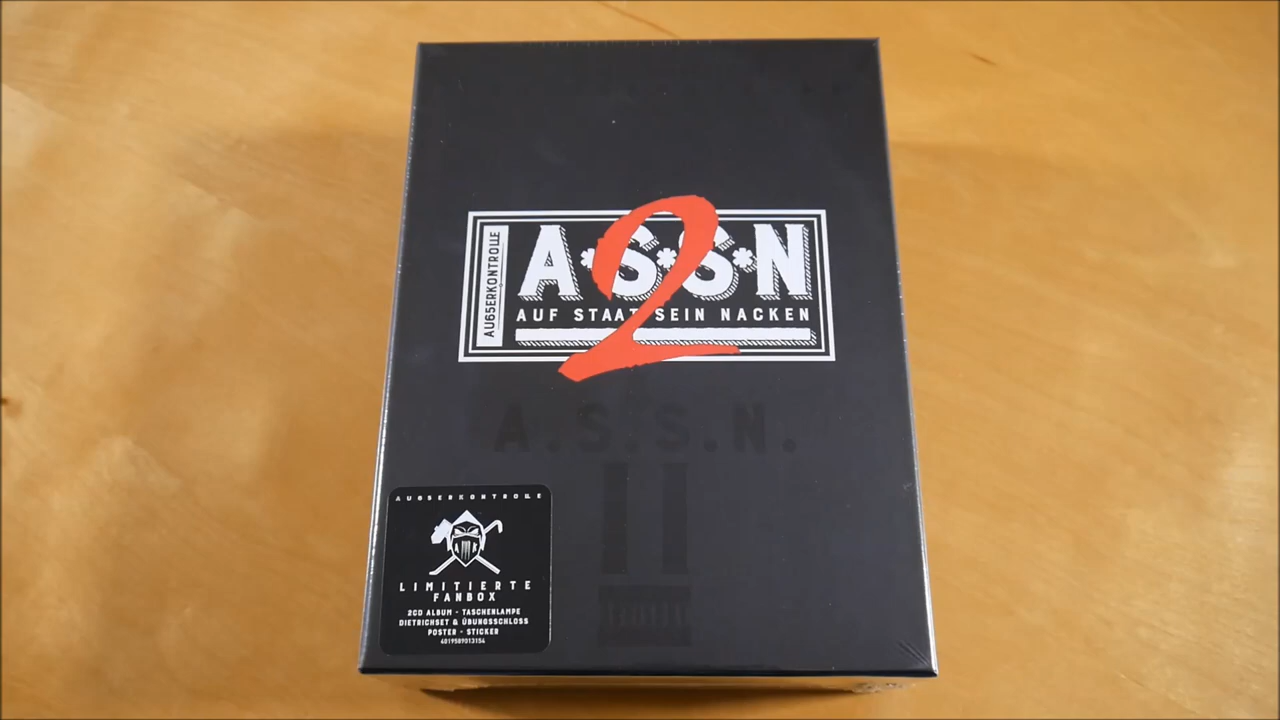 AUSSERKONTROLLE
A*S*S*N
2
AUF STAAT SEIN NACKEN
A.S.S.N.
II
AUSSERKONTROLLE
A K
LIMITIERTE
FANBOX
2CD ALBUM - TASCHENLAMPE
DIETRICHSET & ÜBUNGSSCHLOSS
POSTER - STICKER
4019589013154